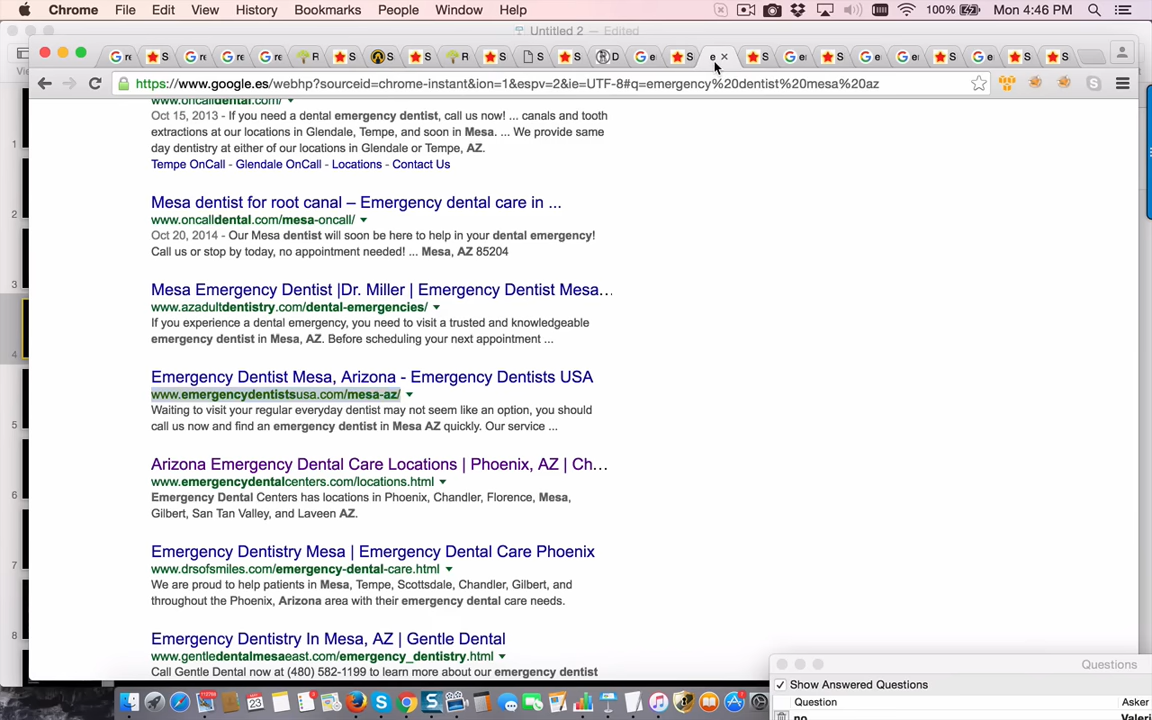 Chrome File Edit View History Bookmarks People Window Help 100% Mon 4:46 PM
Untitled 2 — Edited
https://www.google.es/webhp?sourceid=chrome-instant&ion=1&espv=2&ie=UTF-8#q=emergency%20dentist%20mesa%20az
www.oncalldental.com/
Oct 15, 2013 - If you need a dental emergency dentist, call us now! ... canals and tooth
extractions at our locations in Glendale, Tempe, and soon in Mesa. ... We provide same
day dentistry at either of our locations in Glendale or Tempe, AZ.
Tempe OnCall - Glendale OnCall - Locations - Contact Us
Mesa dentist for root canal – Emergency dental care in ...
www.oncalldental.com/mesa-oncall/
Oct 20, 2014 - Our Mesa dentist will soon be here to help in your dental emergency!
Call us or stop by today, no appointment needed! ... Mesa, AZ 85204
Mesa Emergency Dentist |Dr. Miller | Emergency Dentist Mesa...
www.azadultdentistry.com/dental-emergencies/
If you experience a dental emergency, you need to visit a trusted and knowledgeable
emergency dentist in Mesa, AZ. Before scheduling your next appointment ...
Emergency Dentist Mesa, Arizona - Emergency Dentists USA
www.emergencydentistsusa.com/mesa-az/
Waiting to visit your regular everyday dentist may not seem like an option, you should
call us now and find an emergency dentist in Mesa AZ quickly. Our service ...
Arizona Emergency Dental Care Locations | Phoenix, AZ | Ch...
www.emergencydentalcenters.com/locations.html
Emergency Dental Centers has locations in Phoenix, Chandler, Florence, Mesa,
Gilbert, San Tan Valley, and Laveen AZ.
Emergency Dentistry Mesa | Emergency Dental Care Phoenix
www.drsofsmiles.com/emergency-dental-care.html
We are proud to help patients in Mesa, Tempe, Scottsdale, Chandler, Gilbert, and
throughout the Phoenix, Arizona area with their emergency dental care needs.
Emergency Dentistry In Mesa, AZ | Gentle Dental
www.gentledentalmesaeast.com/emergency_dentistry.html
Call Gentle Dental now at (480) 582-1199 to learn more about our emergency dentist
Questions
Show Answered Questions
Question Asker
no Valeri
1
2
3
4
5
6
7
8